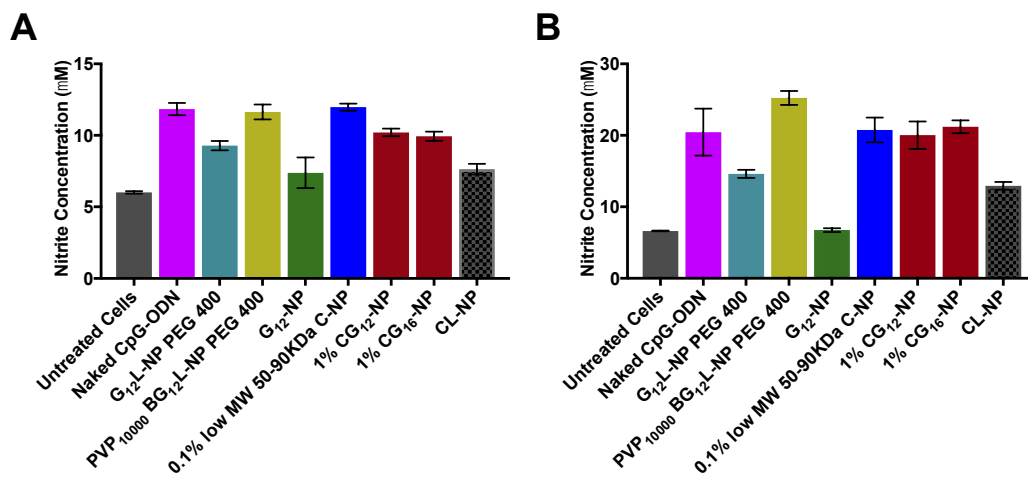 A
Nitrite Concentration (mM)
15
10
5
0
Untreated Cells
Naked CpG-ODN
G₁₂L-NP PEG 400
PVP₁₀₀₀₀ BG₁₂L-NP PEG 400
G₁₂-NP
0.1% low MW 50-90KDa C-NP
1% CG₁₂-NP
1% CG₁₆-NP
CL-NP
B
Nitrite Concentration (mM)
30
20
10
0
Untreated Cells
Naked CpG-ODN
G₁₂L-NP PEG 400
PVP₁₀₀₀₀ BG₁₂L-NP PEG 400
G₁₂-NP
0.1% low MW 50-90KDa C-NP
1% CG₁₂-NP
1% CG₁₆-NP
CL-NP